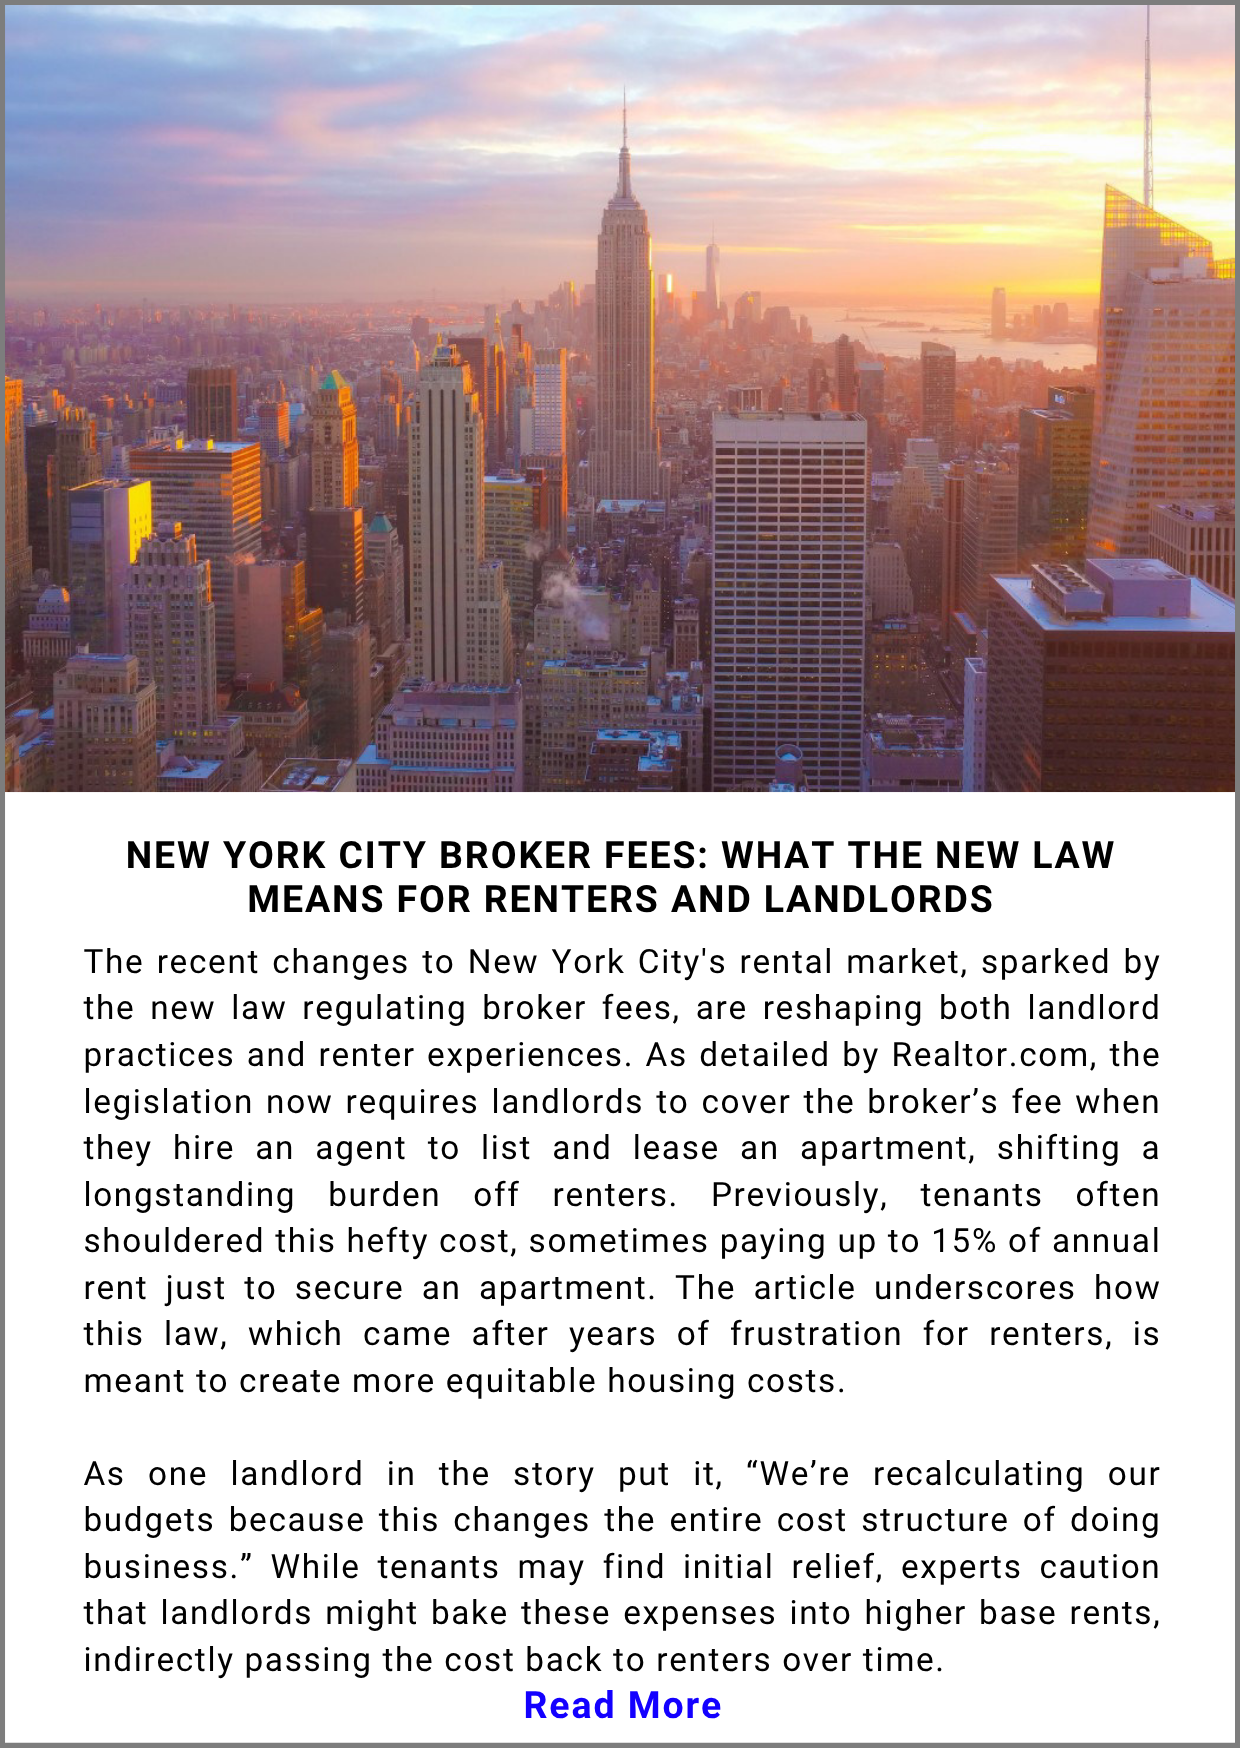 NEW YORK CITY BROKER FEES: WHAT THE NEW LAW
MEANS FOR RENTERS AND LANDLORDS
The recent changes to New York City's rental market, sparked by
the new law regulating broker fees, are reshaping both landlord
practices and renter experiences. As detailed by Realtor.com, the
legislation now requires landlords to cover the broker’s fee when
they hire an agent to list and lease an apartment, shifting a
longstanding burden off renters. Previously, tenants often
shouldered this hefty cost, sometimes paying up to 15% of annual
rent just to secure an apartment. The article underscores how
this law, which came after years of frustration for renters, is
meant to create more equitable housing costs.
As one landlord in the story put it, “We’re recalculating our
budgets because this changes the entire cost structure of doing
business.” While tenants may find initial relief, experts caution
that landlords might bake these expenses into higher base rents,
indirectly passing the cost back to renters over time.
Read More